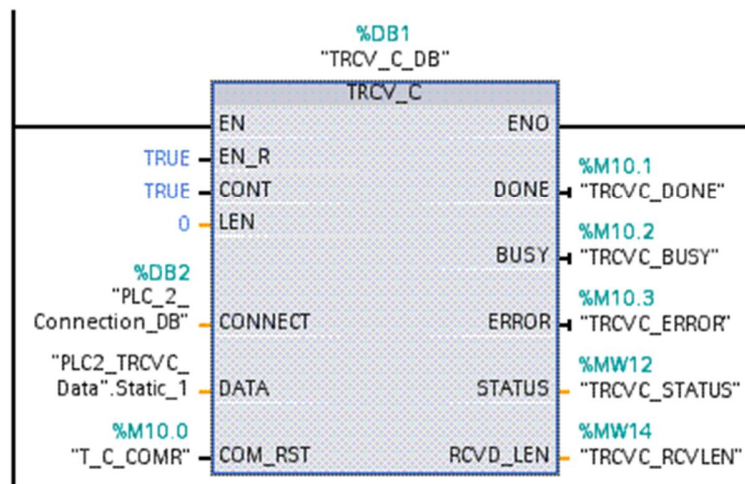 %DB1
"TRCV_C_DB"
TRCV_C
EN ENO
TRUE EN_R
%M10.1
TRUE CONT DONE "TRCVC_DONE"
0 LEN
%M10.2
BUSY "TRCVC_BUSY"
%DB2
"PLC_2_
Connection_DB" CONNECT
%M10.3
ERROR "TRCVC_ERROR"
"PLC2_TRCVC_
Data".Static_1 DATA
%MW12
STATUS "TRCVC_STATUS"
%M10.0
"T_C_COMR" COM_RST
%MW14
RCVD_LEN "TRCVC_RCVLEN"